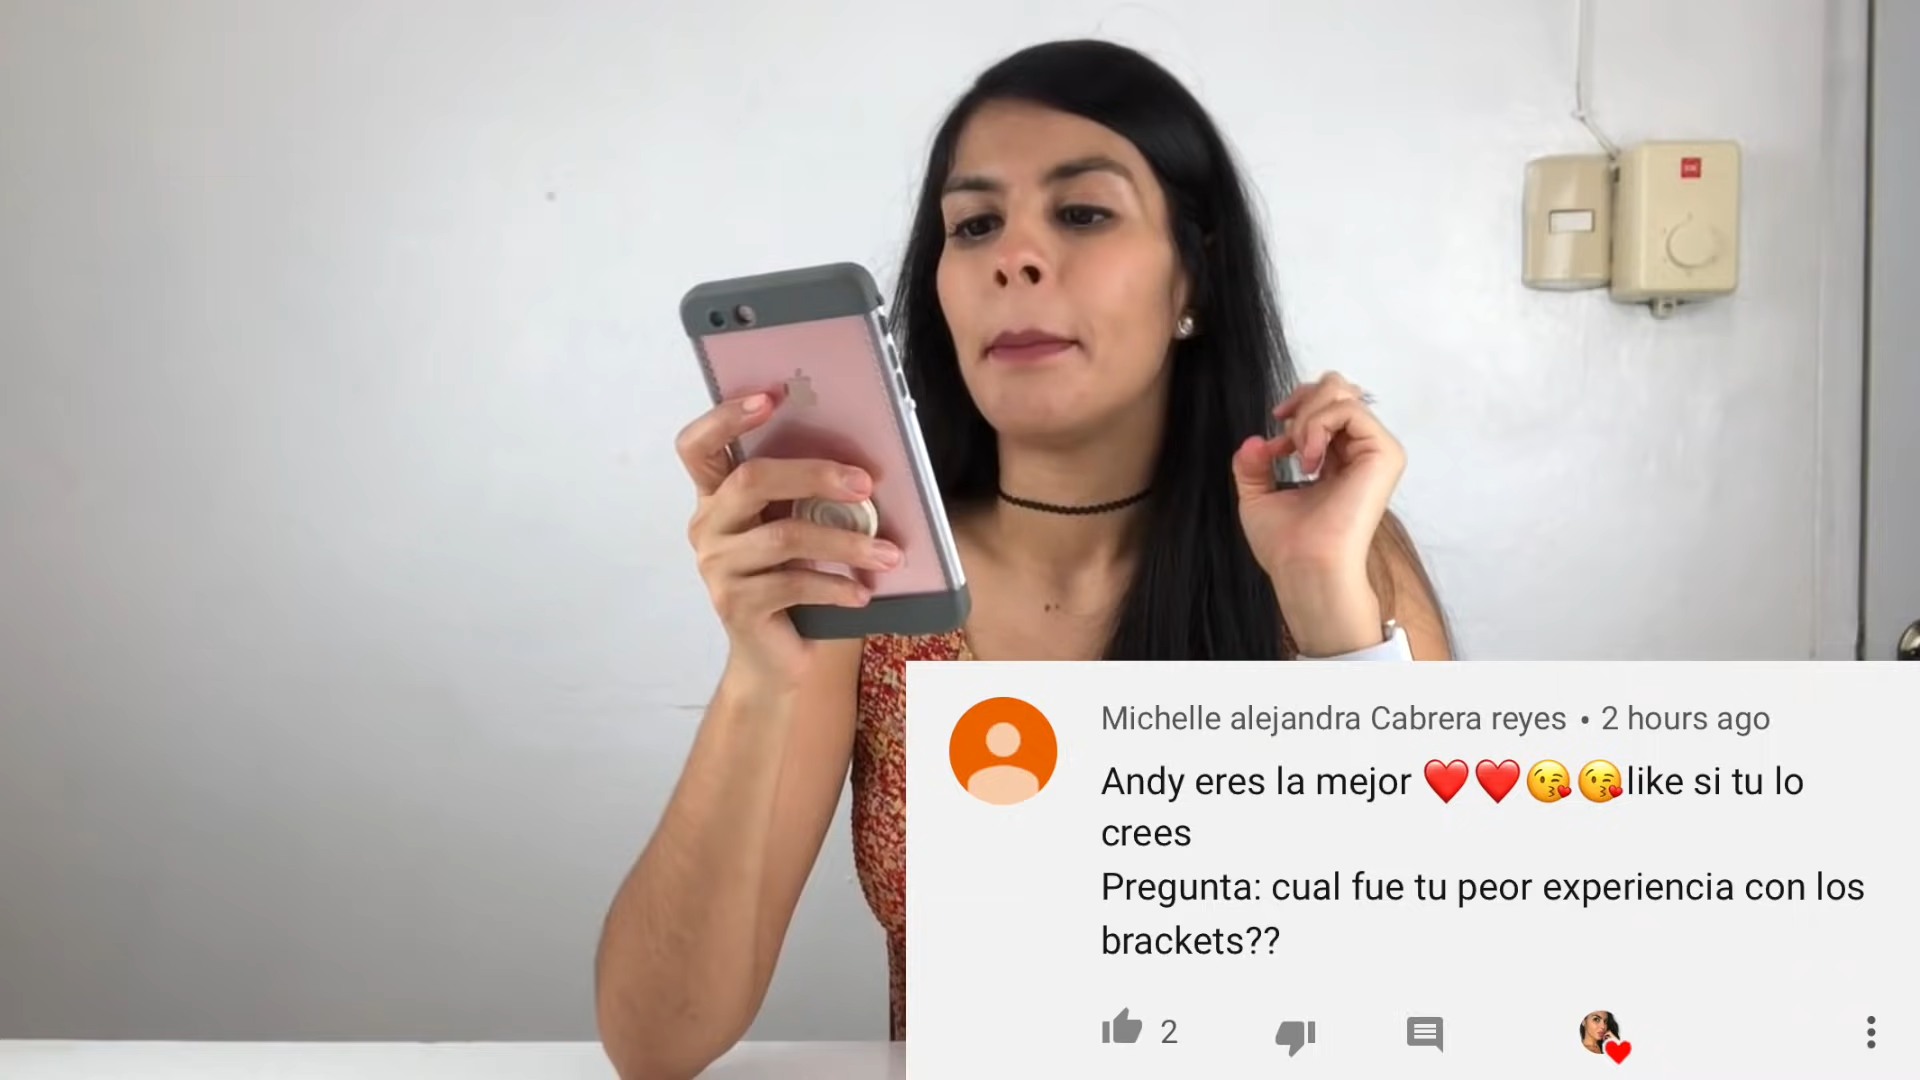 Michelle alejandra Cabrera reyes • 2 hours ago
Andy eres la mejor ❤️❤️😘😘like si tu lo
crees
Pregunta: cual fue tu peor experiencia con los
brackets??
2